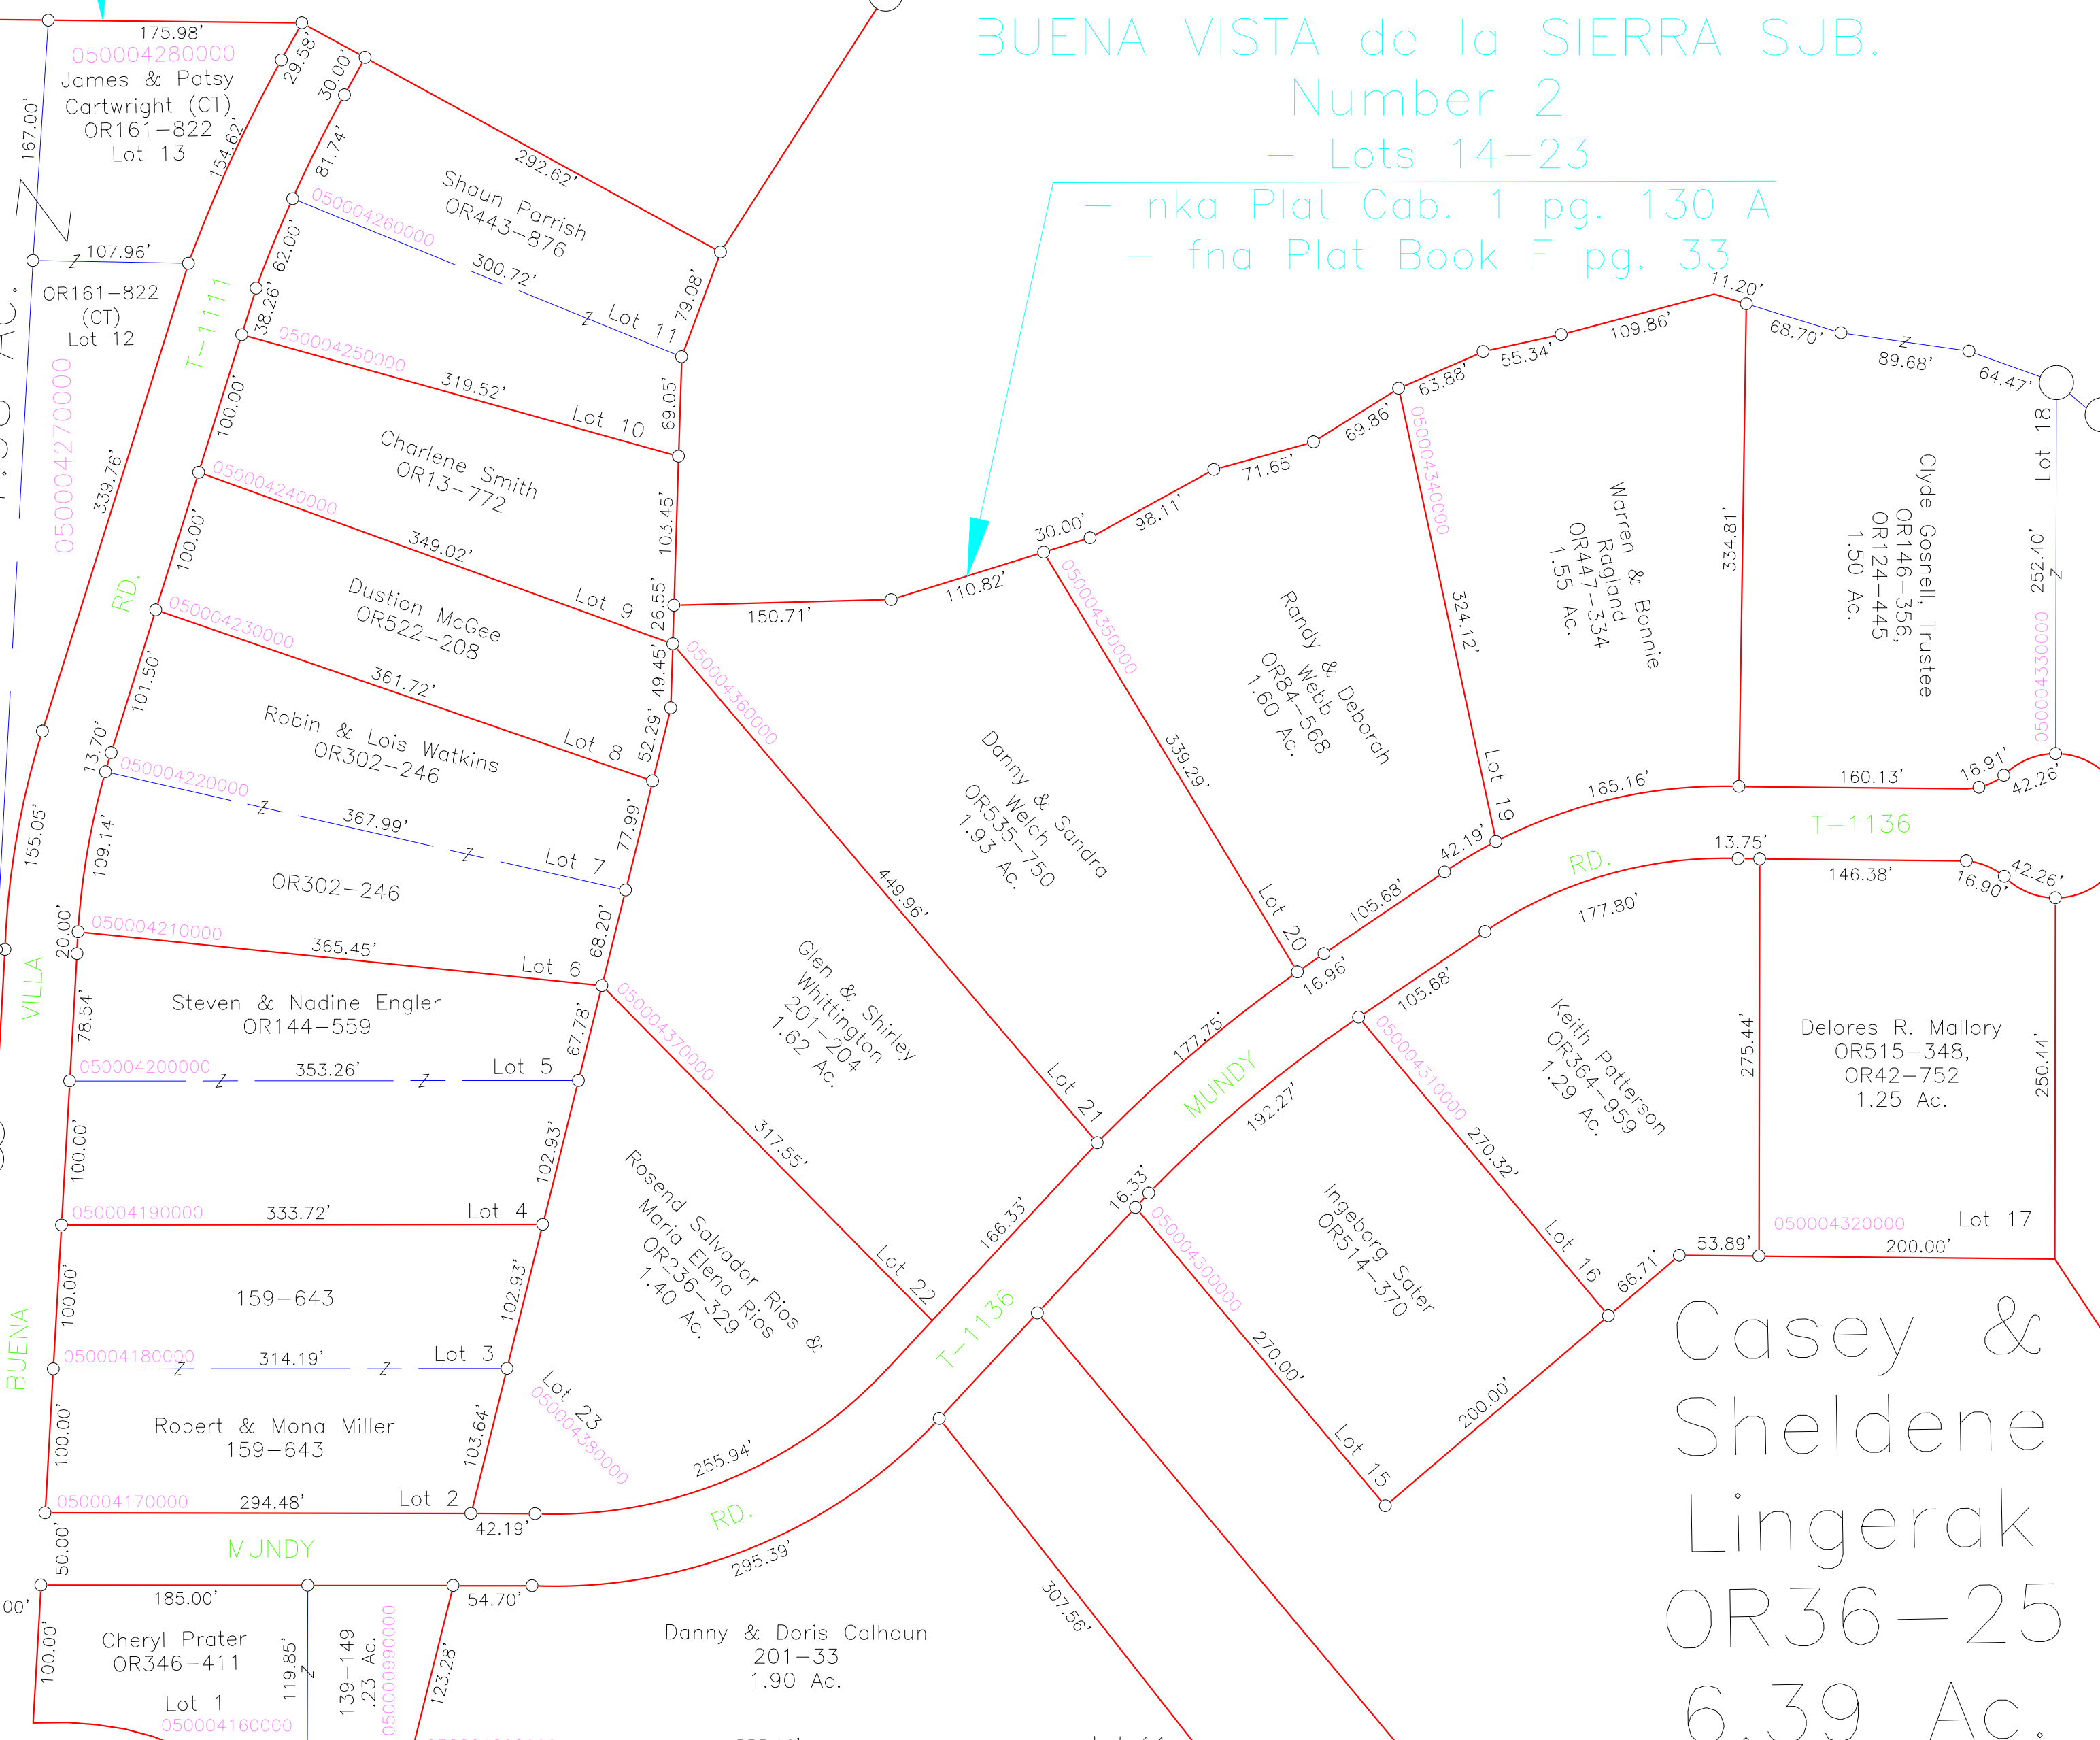 BUENA VISTA de la SIERRA SUB.
Number 2
- Lots 14-23
- nka Plat Cab. 1 pg. 130 A
- fna Plat Book F pg. 33
175.98'
050004280000
James & Patsy
Cartwright (CT)
OR161-822
Lot 13
167.00'
29.58'
30.00'
154.62'
81.74'
292.62'
Shaun Parrish
OR443-876
050004260000
300.72'
Lot 11
79.08'
107.96'
Z
OR161-822
(CT)
Lot 12
050004270000
T-1111
62.00'
38.26'
050004250000
319.52'
Lot 10
69.05'
339.76'
100.00'
Charlene Smith
OR13-772
103.45'
050004240000
349.02'
Lot 9
26.55'
100.00'
RD.
Dustion McGee
OR522-208
050004230000
361.72'
Lot 8
49.45'
52.29'
101.50'
13.70'
Robin & Lois Watkins
OR302-246
77.99'
050004220000
367.99'
Lot 7
155.05'
109.14'
OR302-246
68.20'
20.00'
050004210000
365.45'
Lot 6
VILLA
78.54'
Steven & Nadine Engler
OR144-559
67.78'
050004200000
353.26'
Lot 5
100.00'
102.93'
050004190000
333.72'
Lot 4
100.00'
159-643
102.93'
BUENA
050004180000
314.19'
Lot 3
100.00'
Robert & Mona Miller
159-643
103.64'
050004170000
294.48'
Lot 2
42.19'
50.00'
MUNDY
185.00'
54.70'
00'
100.00'
Cheryl Prater
OR346-411
Lot 1
050004160000
119.85'
139-149
.23 Ac.
050000990000
123.28'
Danny & Doris Calhoun
201-33
1.90 Ac.
307.56'
295.39'
RD.
255.94'
Lot 23
050004380000
Rosend Salvador Rios &
Maria Elena Rios
OR236-329
1.40 Ac.
050004370000
317.55'
Lot 22
166.33'
T-1136
Glen & Shirley
Whittington
201-204
1.62 Ac.
050004360000
449.96'
Lot 21
177.75'
MUNDY
150.71'
110.82'
30.00'
Danny & Sandra
Welch
OR535-750
1.93 Ac.
050004350000
339.29'
Lot 20
16.96'
98.11'
71.65'
69.86'
Randy & Deborah
Webb
OR84-568
1.60 Ac.
050004340000
324.12'
Lot 19
105.68'
42.19'
63.88'
55.34'
109.86'
11.20'
Warren & Bonnie
Ragland
OR447-334
1.55 Ac.
334.81'
165.16'
68.70'
89.68'
64.47'
Clyde Gosnell, Trustee
OR146-356,
OR124-445
1.50 Ac.
Lot 18
252.40'
050004330000
160.13'
16.91'
42.26'
T-1136
RD.
13.75'
146.38'
16.90'
42.26'
177.80'
105.68'
192.27'
16.33'
Keith Patterson
OR364-959
1.29 Ac.
050004310000
270.32'
Lot 16
275.44'
Delores R. Mallory
OR515-348,
OR42-752
1.25 Ac.
250.44'
050004320000
Lot 17
200.00'
53.89'
66.71'
Ingeborg Sater
OR514-370
050004300000
270.00'
Lot 15
200.00'
Casey &
Sheldene
Lingerak
OR36-25
6.39 Ac.